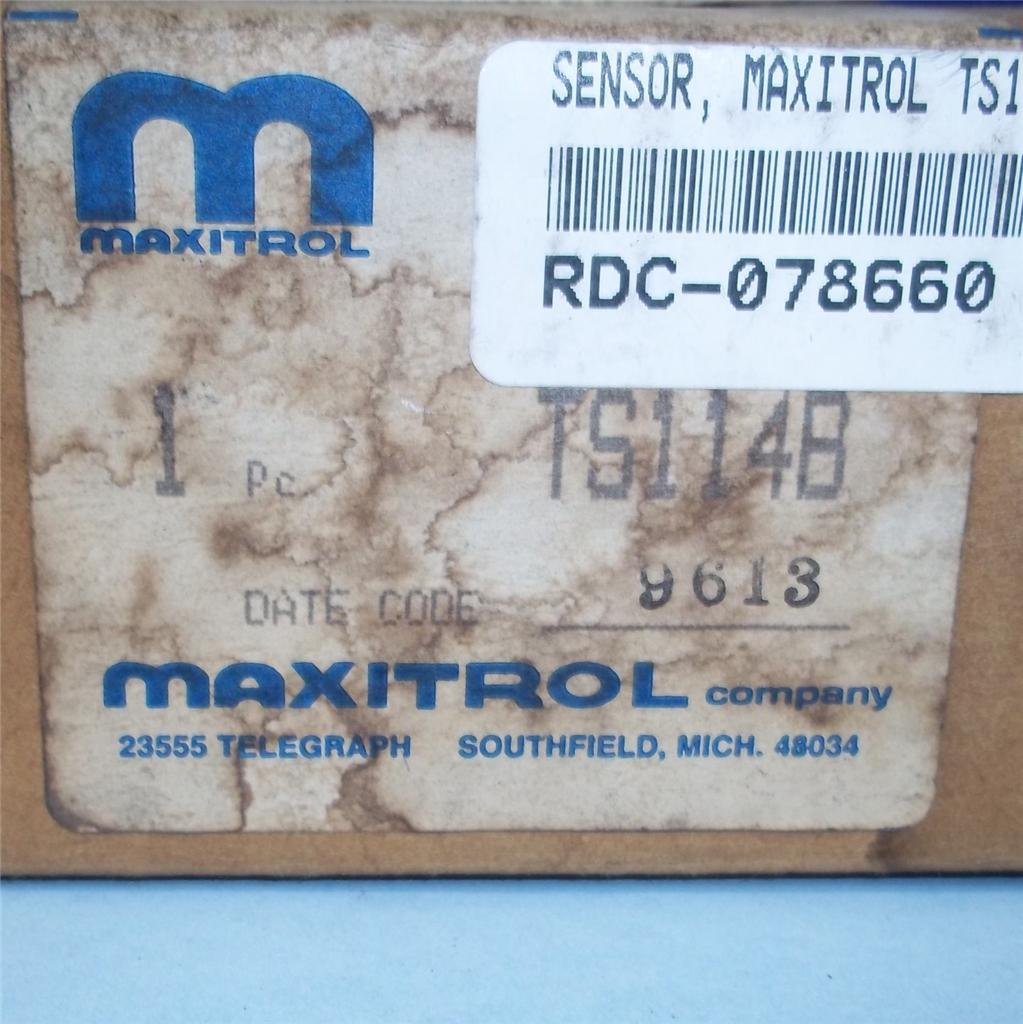 m
MAXITROL
SENSOR, MAXITROL TS1
RDC-078660
1 Pc
TS114B
DATE CODE 9613
MAXITROL company
23555 TELEGRAPH SOUTHFIELD, MICH. 48034